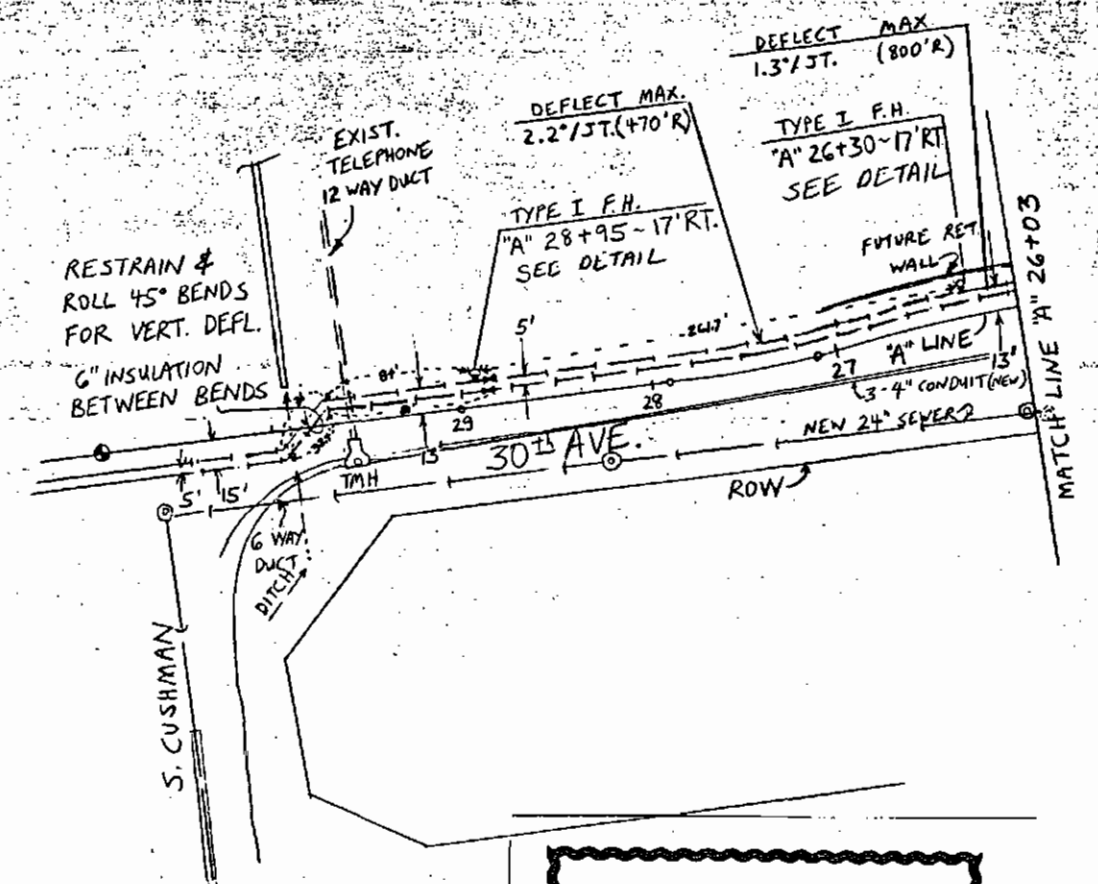 DEFLECT MAX
1.3°/JT. (800'R)
DEFLECT MAX.
2.2°/JT.(470'R)
TYPE I F.H.
"A" 26+30~17'RT
SEE DETAIL
EXIST.
TELEPHONE
12 WAY DUCT
TYPE I F.H.
"A" 28+95~17'RT.
SEE DETAIL
FUTURE RET.
WALL
MATCH LINE "A" 26+03
RESTRAIN &
ROLL 45° BENDS
FOR VERT. DEFL.
6" INSULATION
BETWEEN BENDS
5'
261.7'
"A" LINE
13'
27
3-4" CONDUIT(NEW)
81'
28
29
NEW 24" SEWER
13'
30TH AVE.
TMH
ROW
5'
15'
6 WAY
DUCT
DITCH
S. CUSHMAN